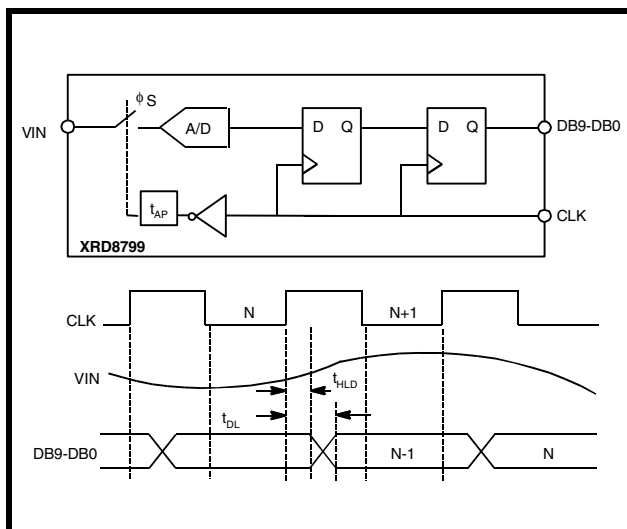 ϕS
VIN
A/D
D Q
D Q
DB9-DB0
tAP
CLK
XRD8799
CLK
N
N+1
VIN
tHLD
tDL
DB9-DB0
N-1
N